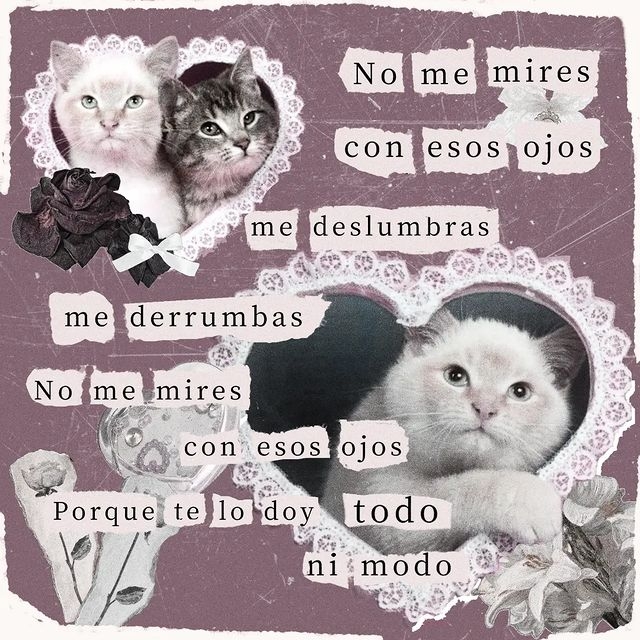 No me mires
con esos ojos
me deslumbras
me derrumbas
No me mires
con esos ojos
Porque te lo doy todo
ni modo